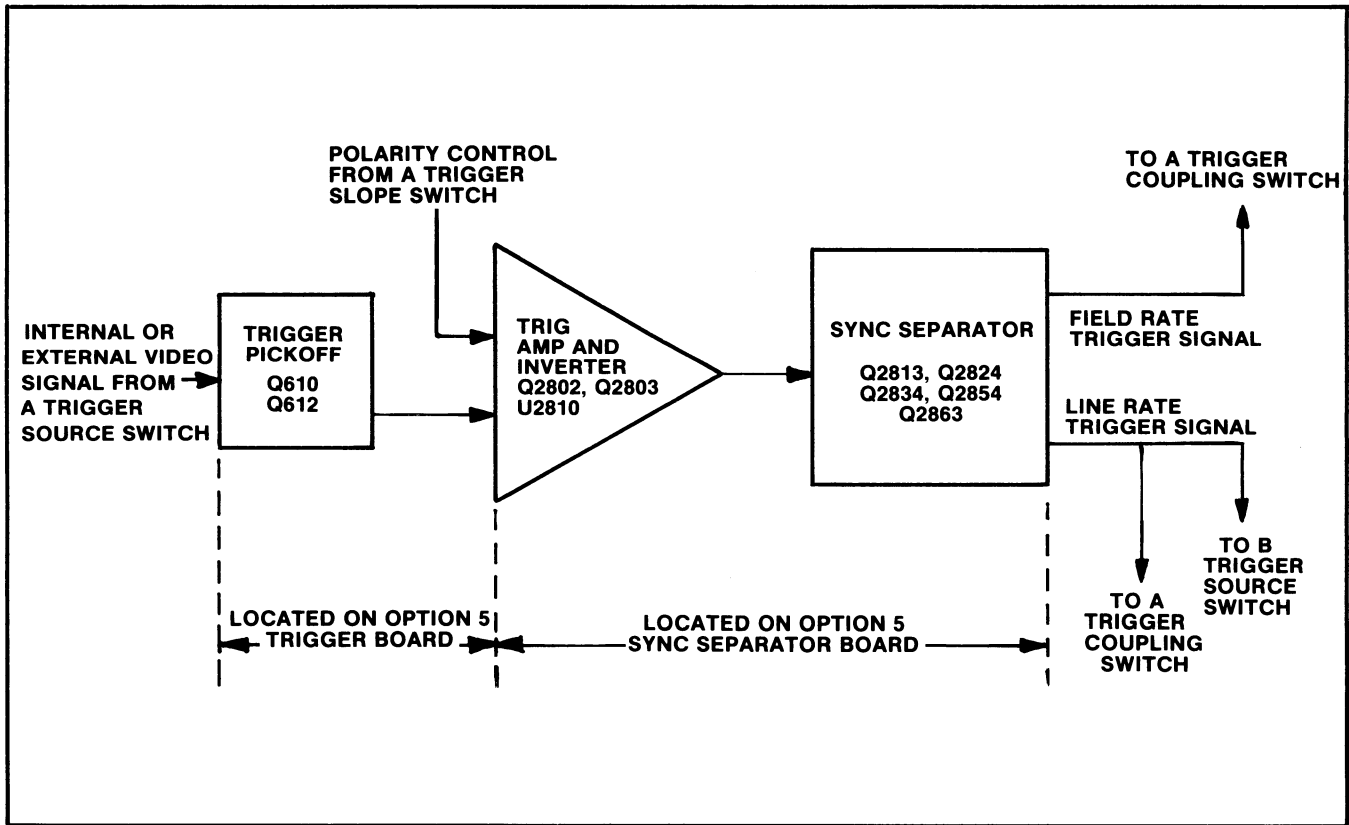 POLARITY CONTROL
FROM A TRIGGER
SLOPE SWITCH
TO A TRIGGER
COUPLING SWITCH
INTERNAL OR
EXTERNAL VIDEO
SIGNAL FROM
A TRIGGER
SOURCE SWITCH
TRIGGER
PICKOFF
Q610
Q612
TRIG
AMP AND
INVERTER
Q2802, Q2803
U2810
SYNC SEPARATOR
Q2813, Q2824
Q2834, Q2854
Q2863
FIELD RATE
TRIGGER SIGNAL
LINE RATE
TRIGGER SIGNAL
TO B
TRIGGER
SOURCE
SWITCH
TO A
TRIGGER
COUPLING
SWITCH
LOCATED ON OPTION 5
TRIGGER BOARD
LOCATED ON OPTION 5
SYNC SEPARATOR BOARD